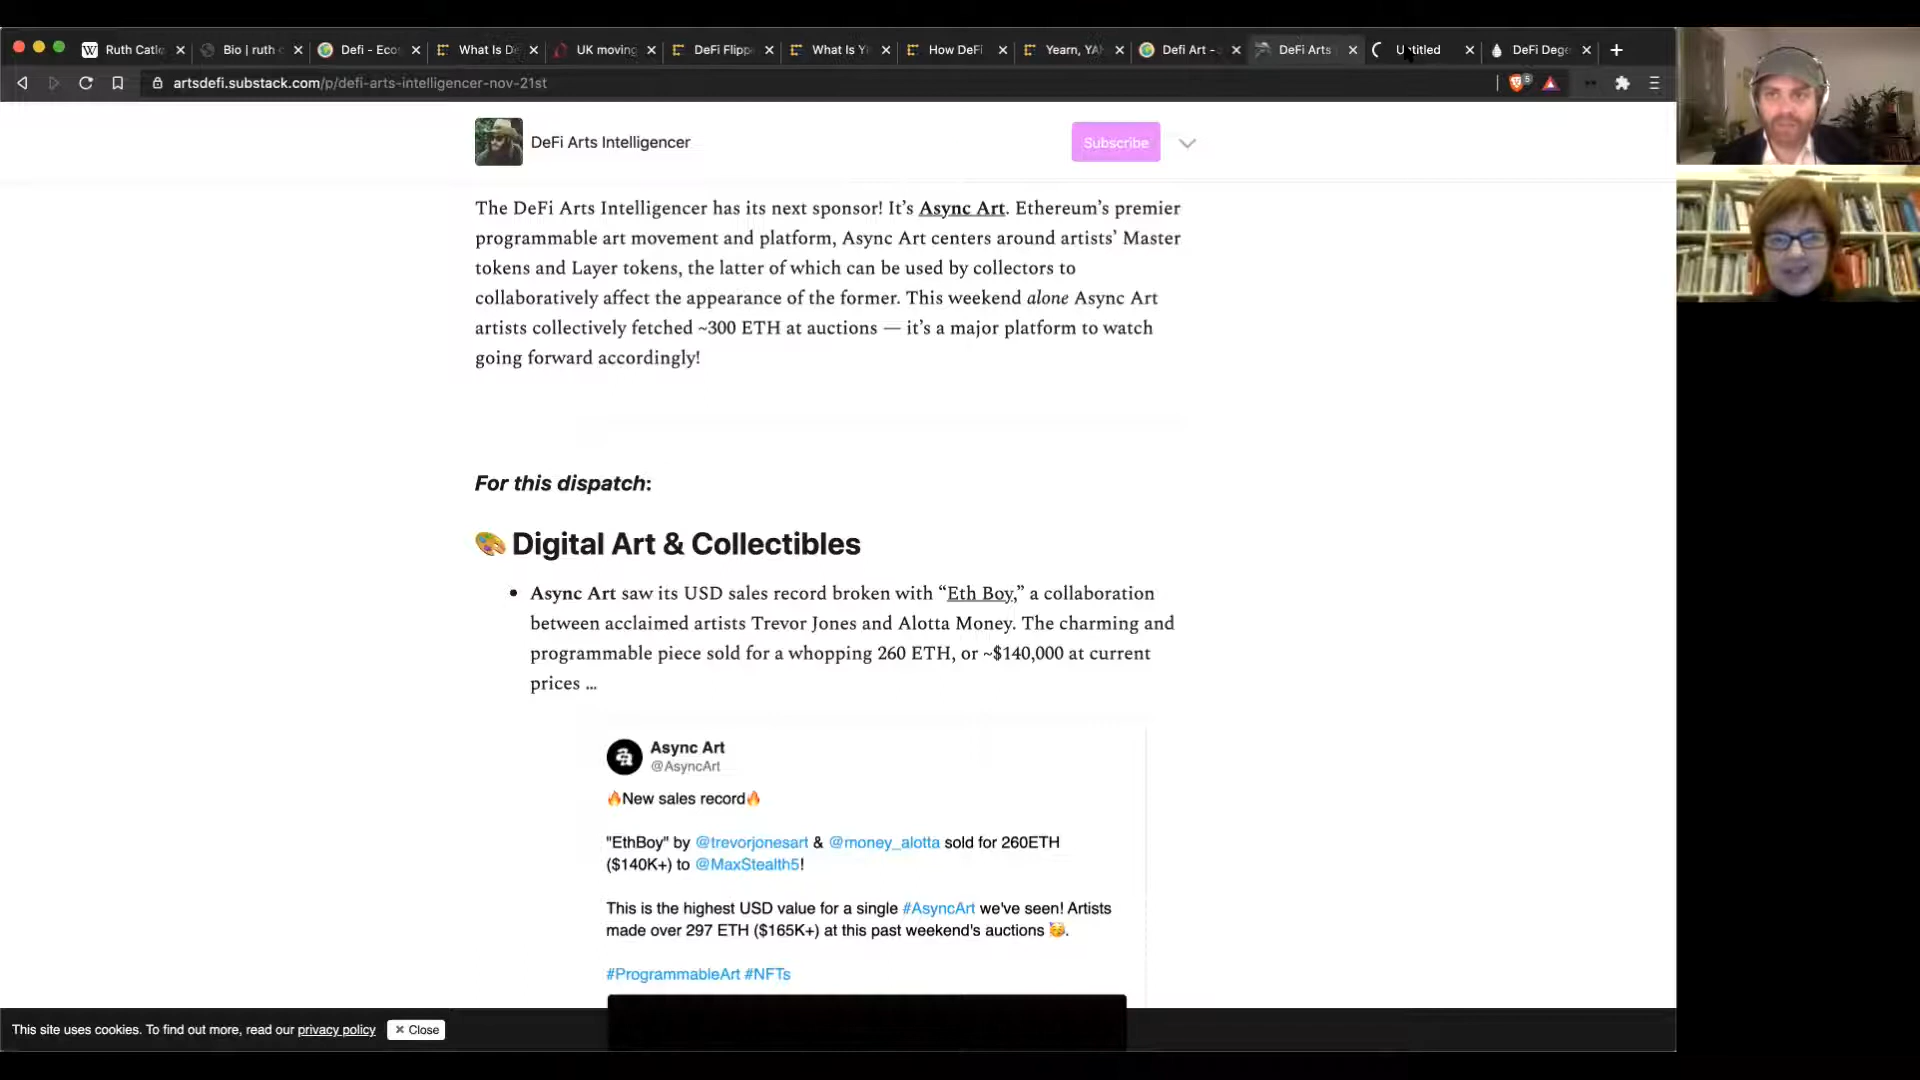 Ruth Catlo
Bio | ruth c
Defi - Ecos
What Is De
UK moving
DeFi Flipp
What Is YF
How DeFi
Yearn, YAM
Defi Art -
DeFi Arts
Untitled
DeFi Dege
artsdefi.substack.com/p/defi-arts-intelligencer-nov-21st
DeFi Arts Intelligencer
Subscribe
The DeFi Arts Intelligencer has its next sponsor! It’s Async Art. Ethereum’s premier
programmable art movement and platform, Async Art centers around artists’ Master
tokens and Layer tokens, the latter of which can be used by collectors to
collaboratively affect the appearance of the former. This weekend alone Async Art
artists collectively fetched ~300 ETH at auctions — it’s a major platform to watch
going forward accordingly!
For this dispatch:
🎨 Digital Art & Collectibles
• Async Art saw its USD sales record broken with “Eth Boy,” a collaboration
between acclaimed artists Trevor Jones and Alotta Money. The charming and
programmable piece sold for a whopping 260 ETH, or ~$140,000 at current
prices …
Async Art
@AsyncArt
🔥New sales record🔥
"EthBoy" by @trevorjonesart & @money_alotta sold for 260ETH
($140K+) to @MaxStealth5!
This is the highest USD value for a single #AsyncArt we've seen! Artists
made over 297 ETH ($165K+) at this past weekend's auctions 🥳.
#ProgrammableArt #NFTs
This site uses cookies. To find out more, read our privacy policy
× Close